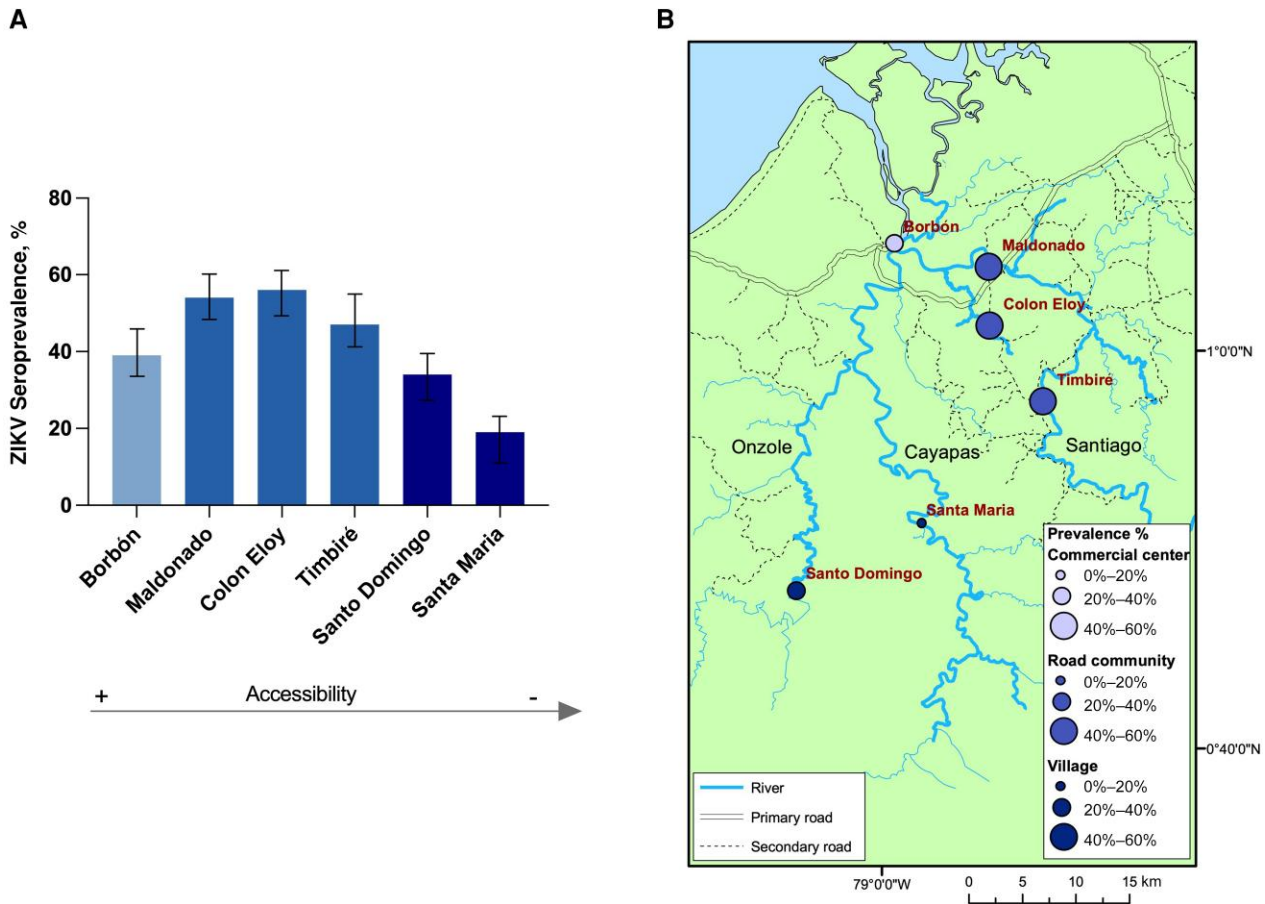 A
ZIKV Seroprevalence, %
80
60
40
20
0
Borbón
Maldonado
Colon Eloy
Timbiré
Santo Domingo
Santa Maria
+ Accessibility -
B
Borbón
Maldonado
Colon Eloy
1°0'0"N
Timbiré
Onzole
Cayapas
Santiago
Santa Maria
Santo Domingo
Prevalence %
Commercial center
0%–20%
20%–40%
40%–60%
Road community
0%–20%
20%–40%
40%–60%
Village
0%–20%
20%–40%
40%–60%
0°40'0"N
River
Primary road
Secondary road
79°0'0"W
0 5 10 15 km